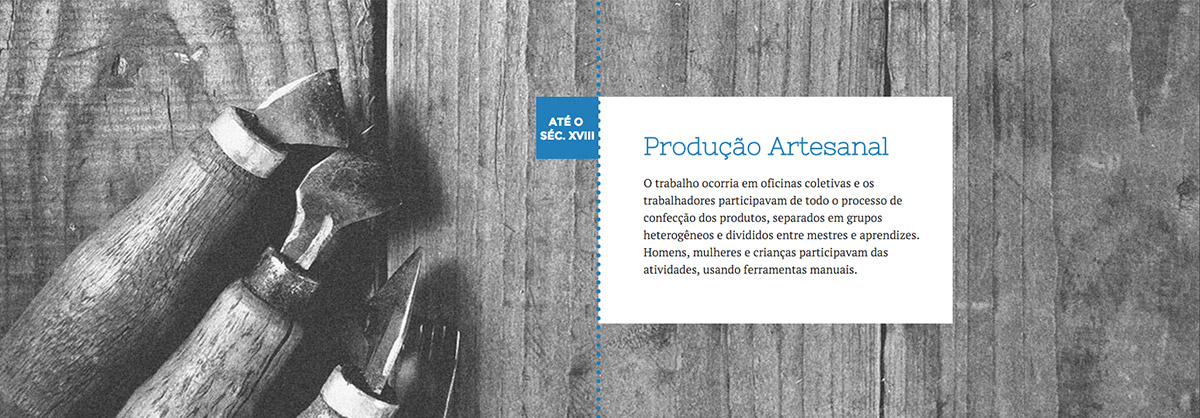 ATÉ O
SÉC. XVIII
Produção Artesanal
O trabalho ocorria em oficinas coletivas e os
trabalhadores participavam de todo o processo de
confecção dos produtos, separados em grupos
heterogêneos e divididos entre mestres e aprendizes.
Homens, mulheres e crianças participavam das
atividades, usando ferramentas manuais.